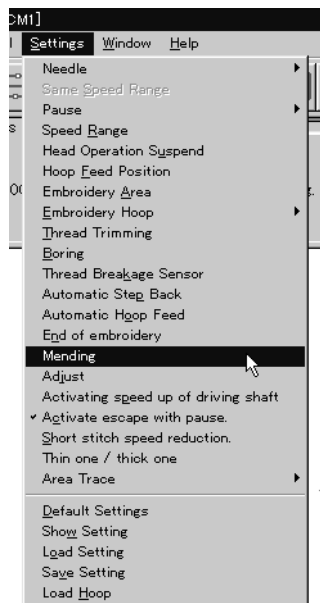 CM1]
Settings Window Help
Needle
Same Speed Range
Pause
Speed Range
Head Operation Suspend
Hoop Feed Position
Embroidery Area
Embroidery Hoop
Thread Trimming
Boring
Thread Breakage Sensor
Automatic Step Back
Automatic Hoop Feed
End of embroidery
Mending
Adjust
Activating speed up of driving shaft
Activate escape with pause.
Short stitch speed reduction.
Thin one / thick one
Area Trace
Default Settings
Show Setting
Load Setting
Save Setting
Load Hoop